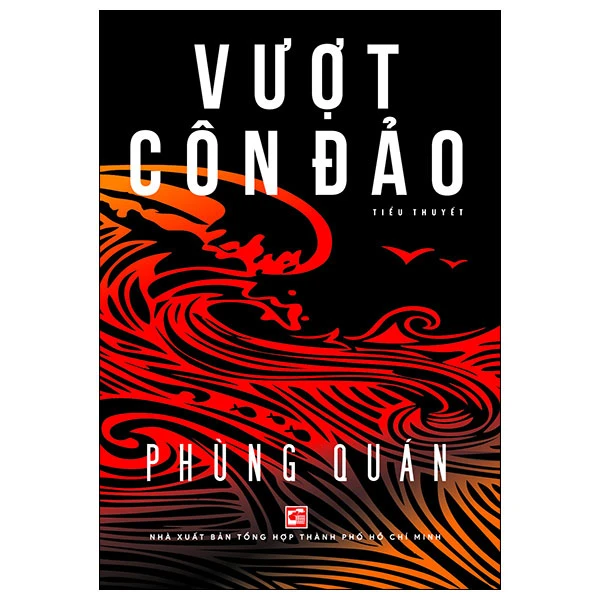 VƯỢT
CÔN ĐẢO
TIỂU THUYẾT
PHÙNG QUÁN
NHÀ XUẤT BẢN TỔNG HỢP THÀNH PHỐ HỒ CHÍ MINH